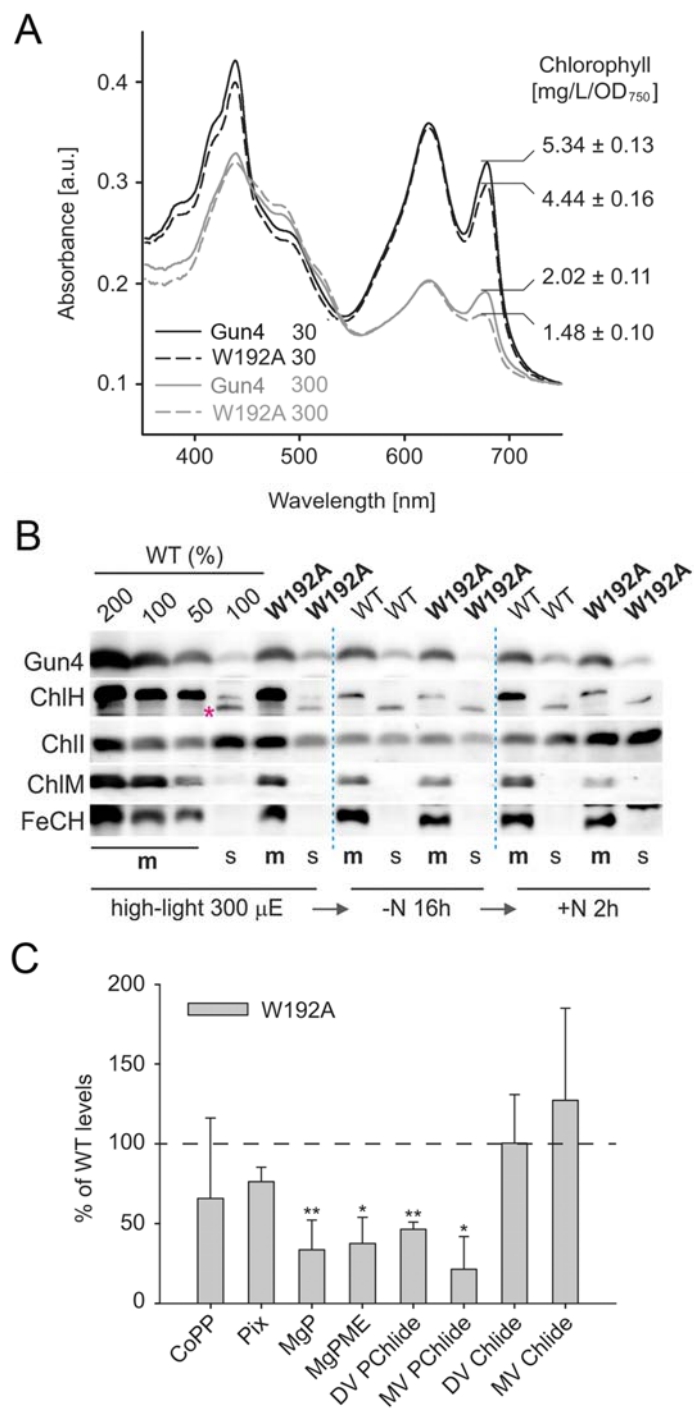 A
Chlorophyll
[mg/L/OD750]
0.4
0.3
0.2
0.1
Absorbance [a.u.]
5.34 ± 0.13
4.44 ± 0.16
2.02 ± 0.11
1.48 ± 0.10
Gun4 30
W192A 30
Gun4 300
W192A 300
400 500 600 700
Wavelength [nm]
B
WT (%)
200 100 50 100 W192A W192A WT WT W192A W192A WT WT W192A W192A
Gun4
ChlH
*
ChlI
ChlM
FeCH
m s m s m s m s m s m s
high-light 300 µE → -N 16h → +N 2h
C
200
150
100
50
0
% of WT levels
W192A
** * ** *
CoPP Pix MgP MgPME DV PChlide MV PChlide DV Chlide MV Chlide